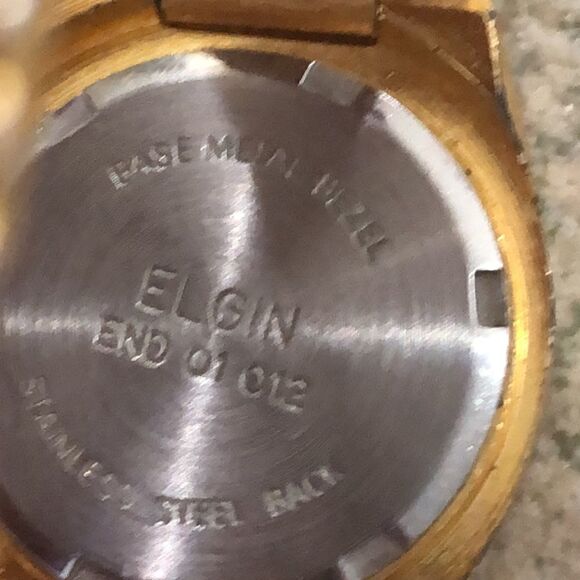 BASE METAL BEZEL
ELGIN
END 01 012
STAINLESS STEEL BACK